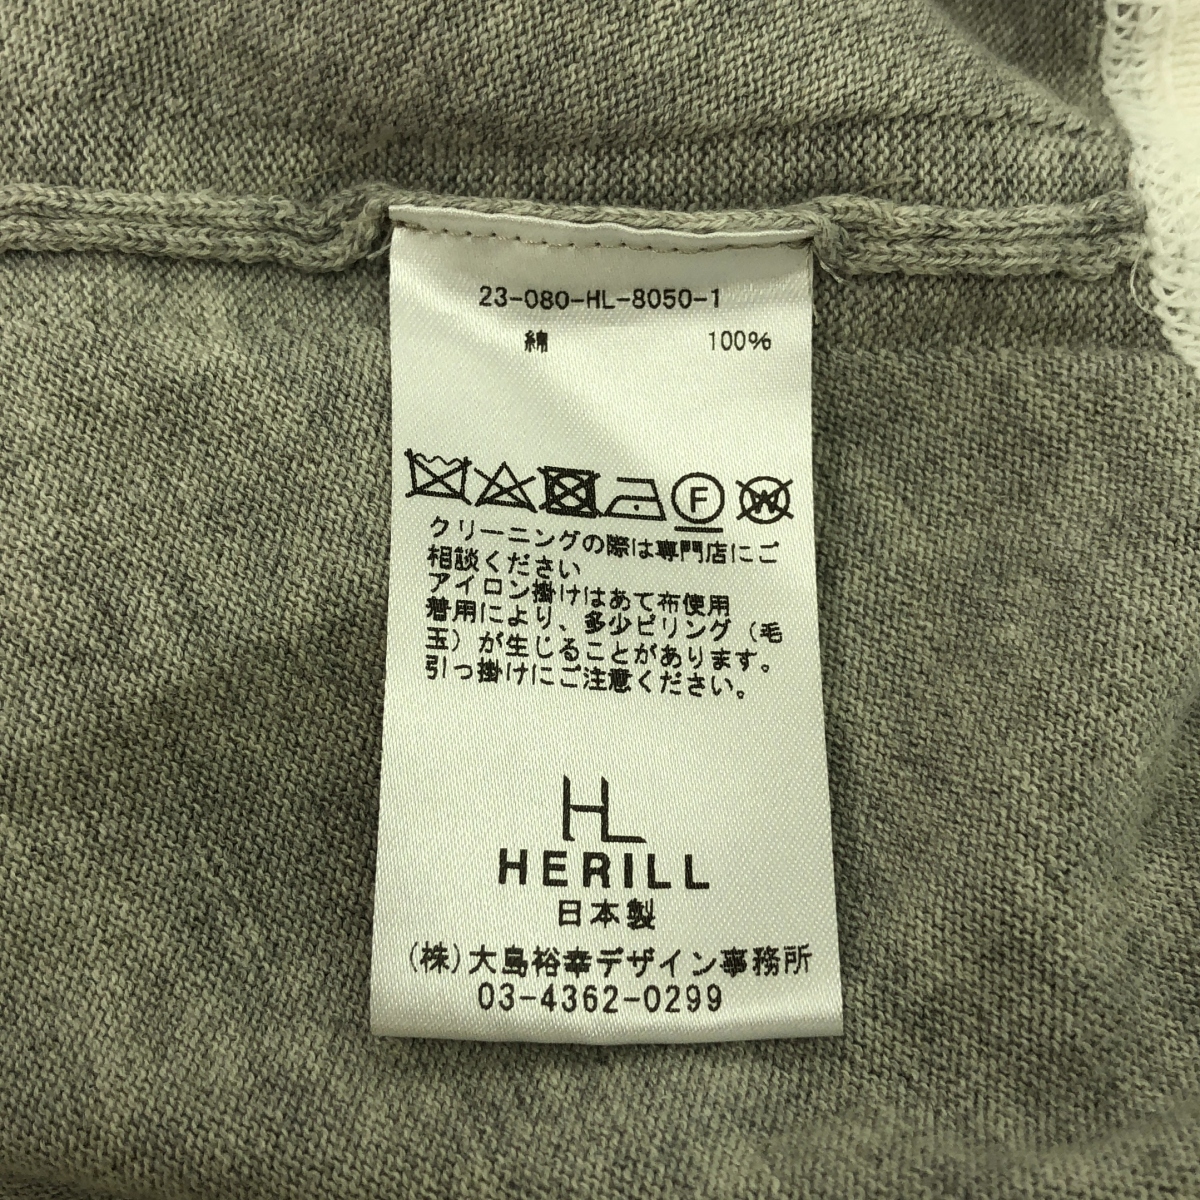 23-080-HL-8050-1
綿 100%
F W
クリーニングの際は専門店にご
相談ください
アイロン掛けはあて布使用
着用により、多少ピリング（毛
玉）が生じることがあります。
引っ掛けにご注意ください。
HL
HERILL
日本製
(株)大島裕幸デザイン事務所
03-4362-0299